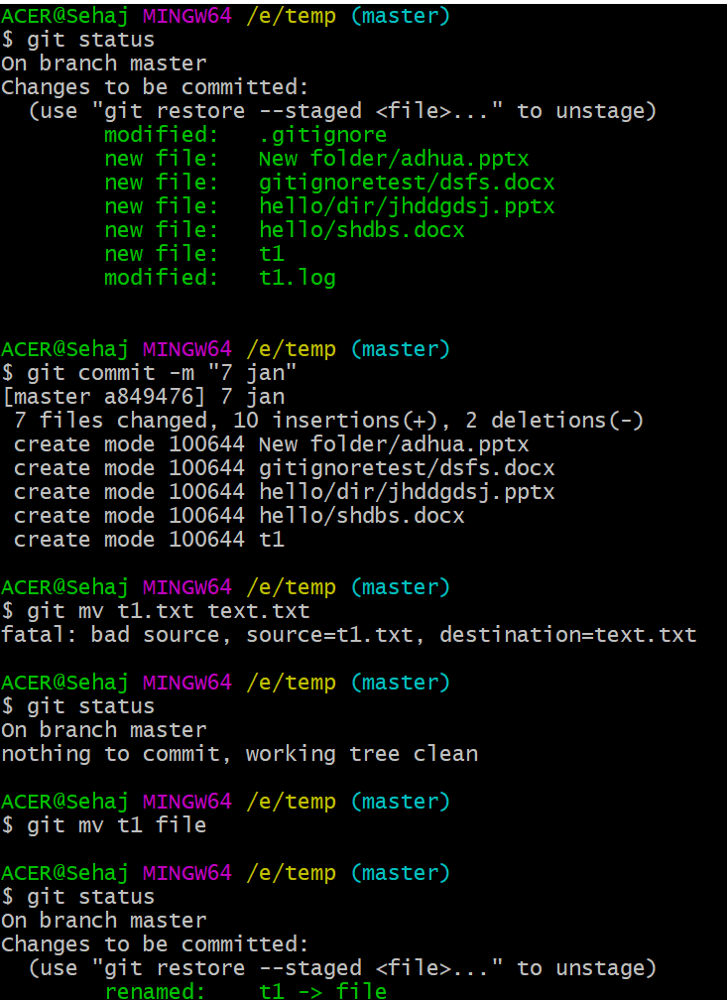 ACER@Sehaj MINGW64 /e/temp (master)
$ git status
On branch master
Changes to be committed:
  (use "git restore --staged <file>..." to unstage)
        modified:   .gitignore
        new file:   New folder/adhua.pptx
        new file:   gitignoretest/dsfs.docx
        new file:   hello/dir/jhddgdsj.pptx
        new file:   hello/shdbs.docx
        new file:   t1
        modified:   t1.log
ACER@Sehaj MINGW64 /e/temp (master)
$ git commit -m "7 jan"
[master a849476] 7 jan
 7 files changed, 10 insertions(+), 2 deletions(-)
 create mode 100644 New folder/adhua.pptx
 create mode 100644 gitignoretest/dsfs.docx
 create mode 100644 hello/dir/jhddgdsj.pptx
 create mode 100644 hello/shdbs.docx
 create mode 100644 t1
ACER@Sehaj MINGW64 /e/temp (master)
$ git mv t1.txt text.txt
fatal: bad source, source=t1.txt, destination=text.txt
ACER@Sehaj MINGW64 /e/temp (master)
$ git status
On branch master
nothing to commit, working tree clean
ACER@Sehaj MINGW64 /e/temp (master)
$ git mv t1 file
ACER@Sehaj MINGW64 /e/temp (master)
$ git status
On branch master
Changes to be committed:
  (use "git restore --staged <file>..." to unstage)
        renamed:    t1 -> file